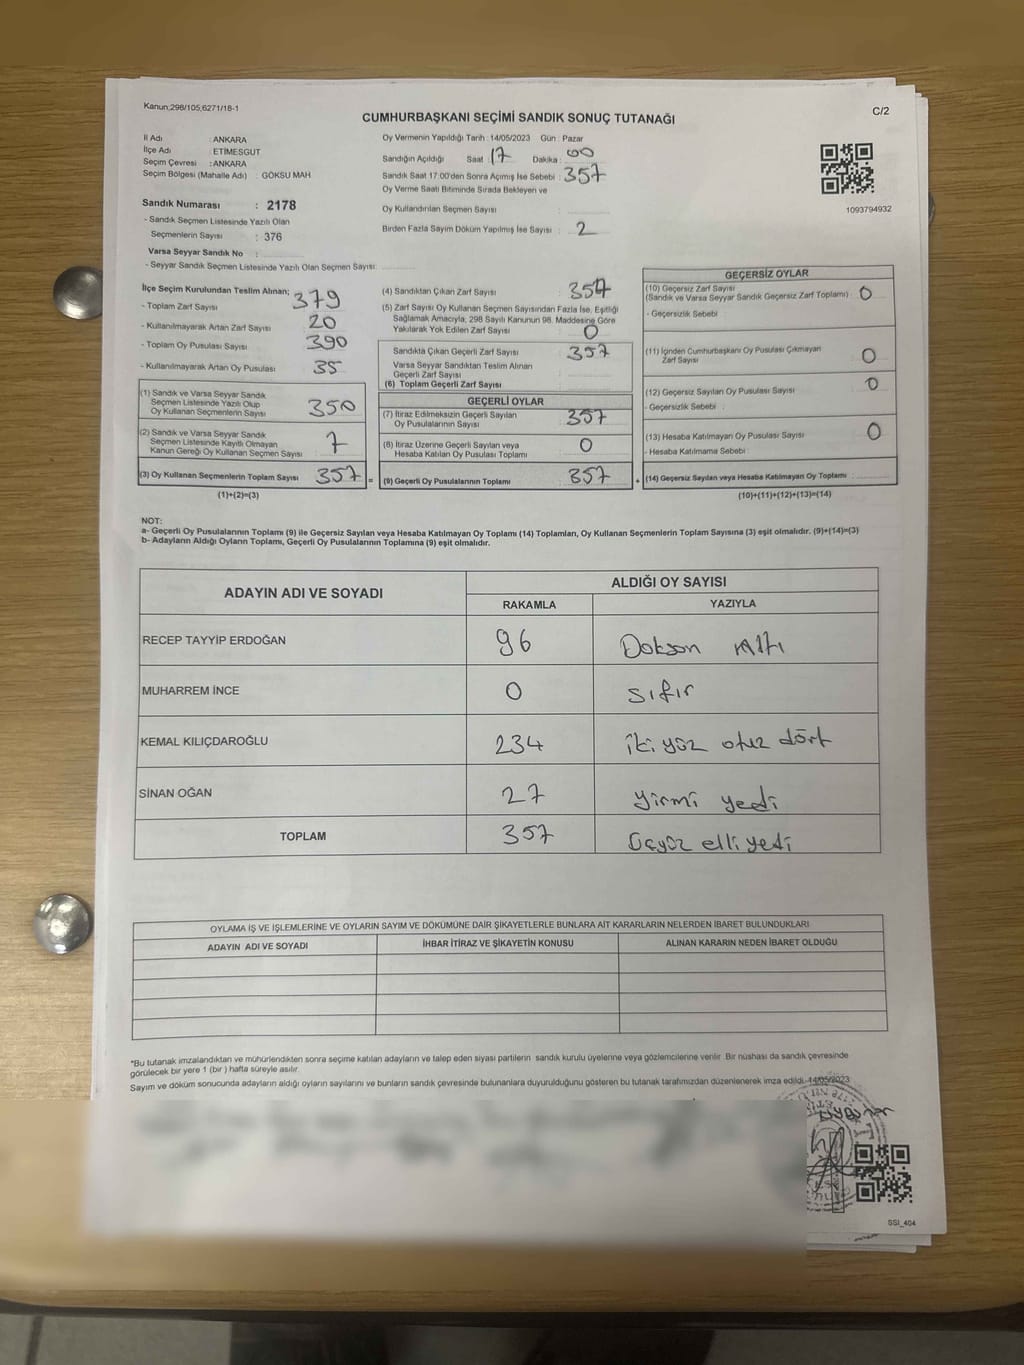 Kanun;298/105,6271/18-1
C/2
CUMHURBAŞKANI SEÇİMİ SANDIK SONUÇ TUTANAĞI
İl Adı : ANKARA
İlçe Adı : ETİMESGUT
Seçim Çevresi : ANKARA
Seçim Bölgesi (Mahalle Adı) : GÖKSU MAH
Sandık Numarası : 2178
- Sandık Seçmen Listesinde Yazılı Olan
Seçmenlerin Sayısı : 376
Varsa Seyyar Sandık No :
- Seyyar Sandık Seçmen Listesinde Yazılı Olan Seçmen Sayısı:
Oy Vermenin Yapıldığı Tarih :14/05/2023 Gün : Pazar
Sandığın Açıldığı Saat : 17 Dakika : 00
Sandık Saat 17:00'den Sonra Açımış İse Sebebi : 357
Oy Verme Saati Bitiminde Sırada Bekleyen ve
Oy Kullandırılan Seçmen Sayısı :
Birden Fazla Sayım Döküm Yapılmış İse Sayısı : 2
1093794932
İlçe Seçim Kurulundan Teslim Alınan;
- Toplam Zarf Sayısı 379
- Kullanılmayarak Artan Zarf Sayısı 20
- Toplam Oy Pusulası Sayısı 390
- Kullanılmayarak Artan Oy Pusulası 35
(1) Sandık ve Varsa Seyyar Sandık
Seçmen Listesinde Yazılı Olup
Oy Kullanan Seçmenlerin Sayısı 350
(2) Sandık ve Varsa Seyyar Sandık
Seçmen Listesinde Kayıtlı Olmayan
Kanun Gereği Oy Kullanan Seçmen Sayısı 7
(3) Oy Kullanan Seçmenlerin Toplam Sayısı 357 =
(1)+(2)=(3)
(4) Sandıktan Çıkan Zarf Sayısı : 357
(5) Zarf Sayısı Oy Kullanan Seçmen Sayısından Fazla İse, Eşitliği
Sağlamak Amacıyla; 298 Sayılı Kanunun 98. Maddesine Göre
Yakılarak Yok Edilen Zarf Sayısı : 0
Sandıkta Çıkan Geçerli Zarf Sayısı : 357
Varsa Seyyar Sandıktan Teslim Alınan
Geçerli Zarf Sayısı :
(6) Toplam Geçerli Zarf Sayısı :
GEÇERLİ OYLAR
(7) İtiraz Edilmeksizin Geçerli Sayılan
Oy Pusulalarının Sayısı : 357
(8) İtiraz Üzerine Geçerli Sayılan veya
Hesaba Katılan Oy Pusulası Toplamı : 0
(9) Geçerli Oy Pusulalarının Toplamı : 357 +
GEÇERSİZ OYLAR
(10) Geçersiz Zarf Sayısı
(Sandık ve Varsa Seyyar Sandık Geçersiz Zarf Toplamı) : 0
- Geçersizlik Sebebi :
(11) İçinden Cumhurbaşkanı Oy Pusulası Çıkmayan
Zarf Sayısı : 0
(12) Geçersiz Sayılan Oy Pusulası Sayısı : 0
- Geçersizlik Sebebi :
(13) Hesaba Katılmayan Oy Pusulası Sayısı : 0
- Hesaba Katılmama Sebebi :
(14) Geçersiz Sayılan veya Hesaba Katılmayan Oy Toplamı :
(10)+(11)+(12)+(13)=(14)
NOT:
a- Geçerli Oy Pusulalarının Toplamı (9) ile Geçersiz Sayılan veya Hesaba Katılmayan Oy Toplamı (14) Toplamları, Oy Kullanan Seçmenlerin Toplam Sayısına (3) eşit olmalıdır. (9)+(14)=(3)
b- Adayların Aldığı Oyların Toplamı, Geçerli Oy Pusulalarının Toplamına (9) eşit olmalıdır.
ADAYIN ADI VE SOYADI
ALDIĞI OY SAYISI
RAKAMLA YAZIYLA
RECEP TAYYİP ERDOĞAN 96 Doksan Altı
MUHARREM İNCE 0 sıfır
KEMAL KILIÇDAROĞLU 234 iki yüz otuz dört
SİNAN OĞAN 27 yirmi yedi
TOPLAM 357 üçyüz elli yedi
OYLAMA İŞ VE İŞLEMLERİNE VE OYLARIN SAYIM VE DÖKÜMÜNE DAİR ŞİKAYETLERLE BUNLARA AİT KARARLARIN NELERDEN İBARET BULUNDUKLARI
ADAYIN ADI VE SOYADI İHBAR İTİRAZ VE ŞİKAYETİN KONUSU ALINAN KARARIN NEDEN İBARET OLDUĞU
*Bu tutanak imzalandıktan ve mühürlendikten sonra seçime katılan adayların ve talep eden siyasi partilerin sandık kurulu üyelerine veya gözlemcilerine verilir. Bir nüshası da sandık çevresinde
görülecek bir yere 1 (bir) hafta süreyle asılır.
Sayım ve döküm sonucunda adayların aldığı oyların sayılarını ve bunların sandık çevresinde bulunanlara duyurulduğunu gösteren bu tutanak tarafımızdan düzenlenerek imza edildi. 14/05/2023
SSİ_404